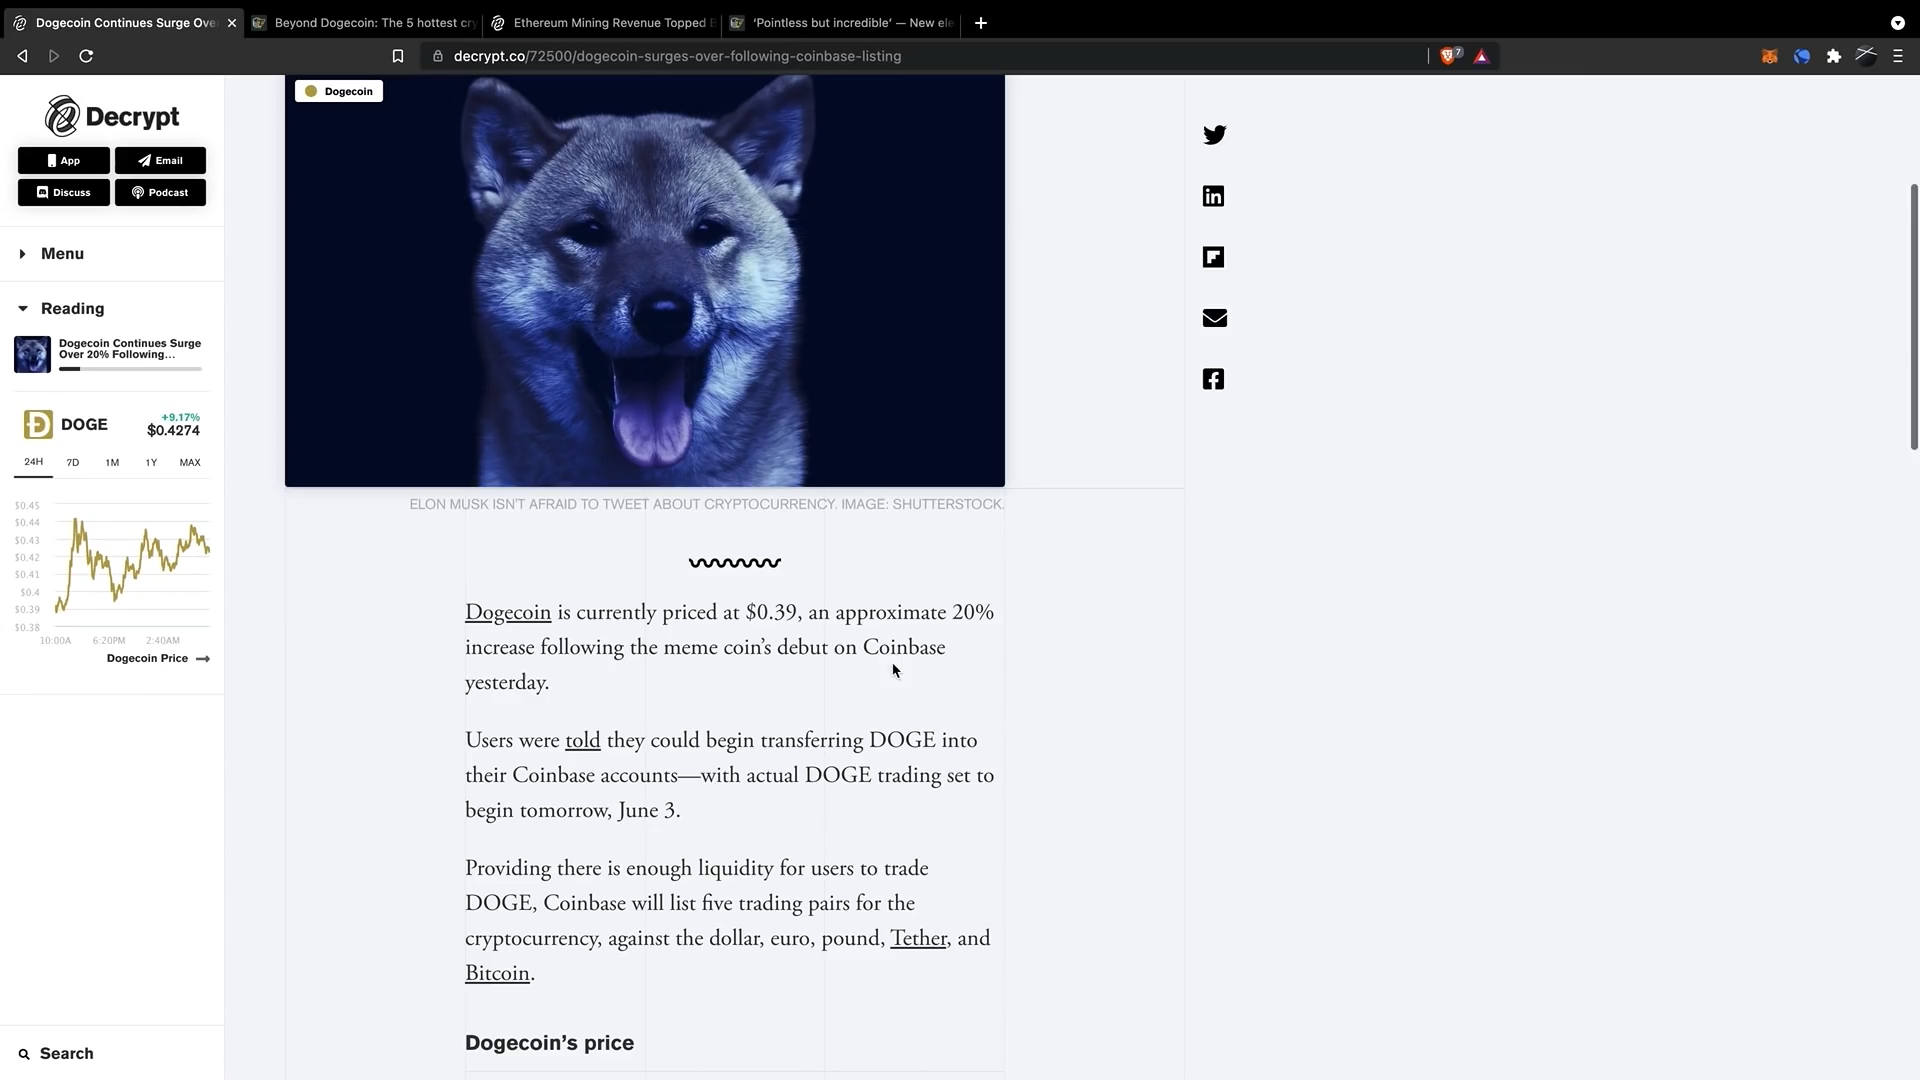 Dogecoin Continues Surge Ove
Beyond Dogecoin: The 5 hottest cry
Ethereum Mining Revenue Topped
'Pointless but incredible' — New ele
decrypt.co/72500/dogecoin-surges-over-following-coinbase-listing
7
Decrypt
App
Email
Discuss
Podcast
Menu
Reading
Dogecoin Continues Surge
Over 20% Following...
DOGE
+9.17%
$0.4274
24H 7D 1M 1Y MAX
$0.45
$0.44
$0.43
$0.42
$0.41
$0.4
$0.39
$0.38
10:00A 6:20PM 2:40AM
Dogecoin Price
Search
Dogecoin
ELON MUSK ISN'T AFRAID TO TWEET ABOUT CRYPTOCURRENCY. IMAGE: SHUTTERSTOCK.
Dogecoin is currently priced at $0.39, an approximate 20%
increase following the meme coin's debut on Coinbase
yesterday.
Users were told they could begin transferring DOGE into
their Coinbase accounts—with actual DOGE trading set to
begin tomorrow, June 3.
Providing there is enough liquidity for users to trade
DOGE, Coinbase will list five trading pairs for the
cryptocurrency, against the dollar, euro, pound, Tether, and
Bitcoin.
Dogecoin's price